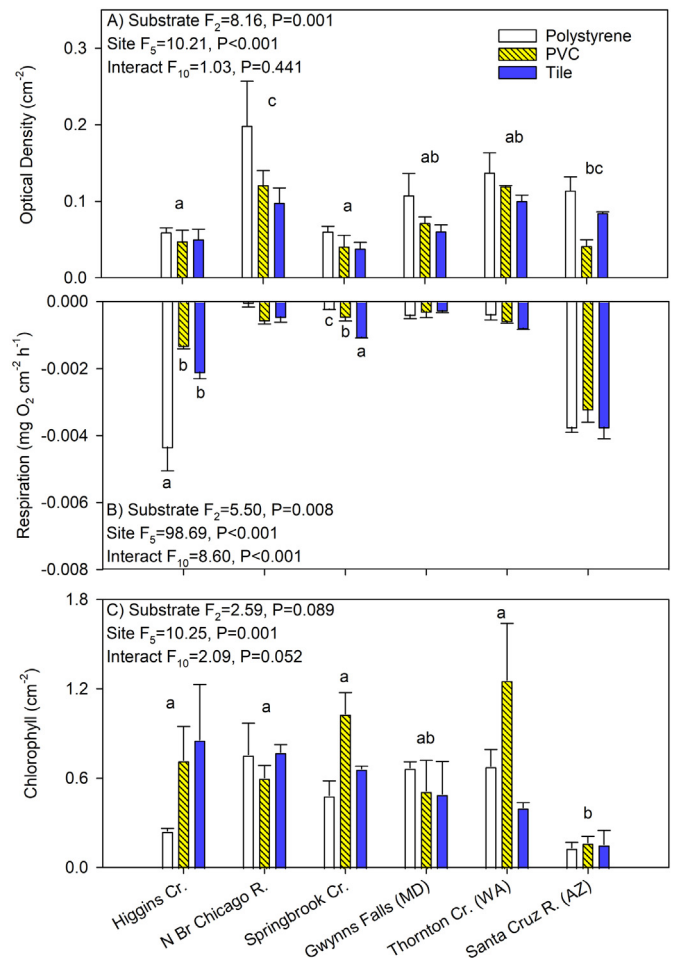 A) Substrate F2=8.16, P=0.001
Site F5=10.21, P<0.001
Interact F10=1.03, P=0.441
Polystyrene
PVC
Tile
Optical Density (cm-2)
0.3
0.2
0.1
0.0
a
c
a
ab
ab
bc
Respiration (mg O2 cm-2 h-1)
0.000
-0.002
-0.004
-0.006
-0.008
a
b
b
c
b
a
B) Substrate F2=5.50, P=0.008
Site F5=98.69, P<0.001
Interact F10=8.60, P<0.001
C) Substrate F2=2.59, P=0.089
Site F5=10.25, P=0.001
Interact F10=2.09, P=0.052
Chlorophyll (cm-2)
1.8
1.2
0.6
0.0
a
a
a
ab
a
b
Higgins Cr.
N Br Chicago R.
Springbrook Cr.
Gwynns Falls (MD)
Thornton Cr. (WA)
Santa Cruz R. (AZ)